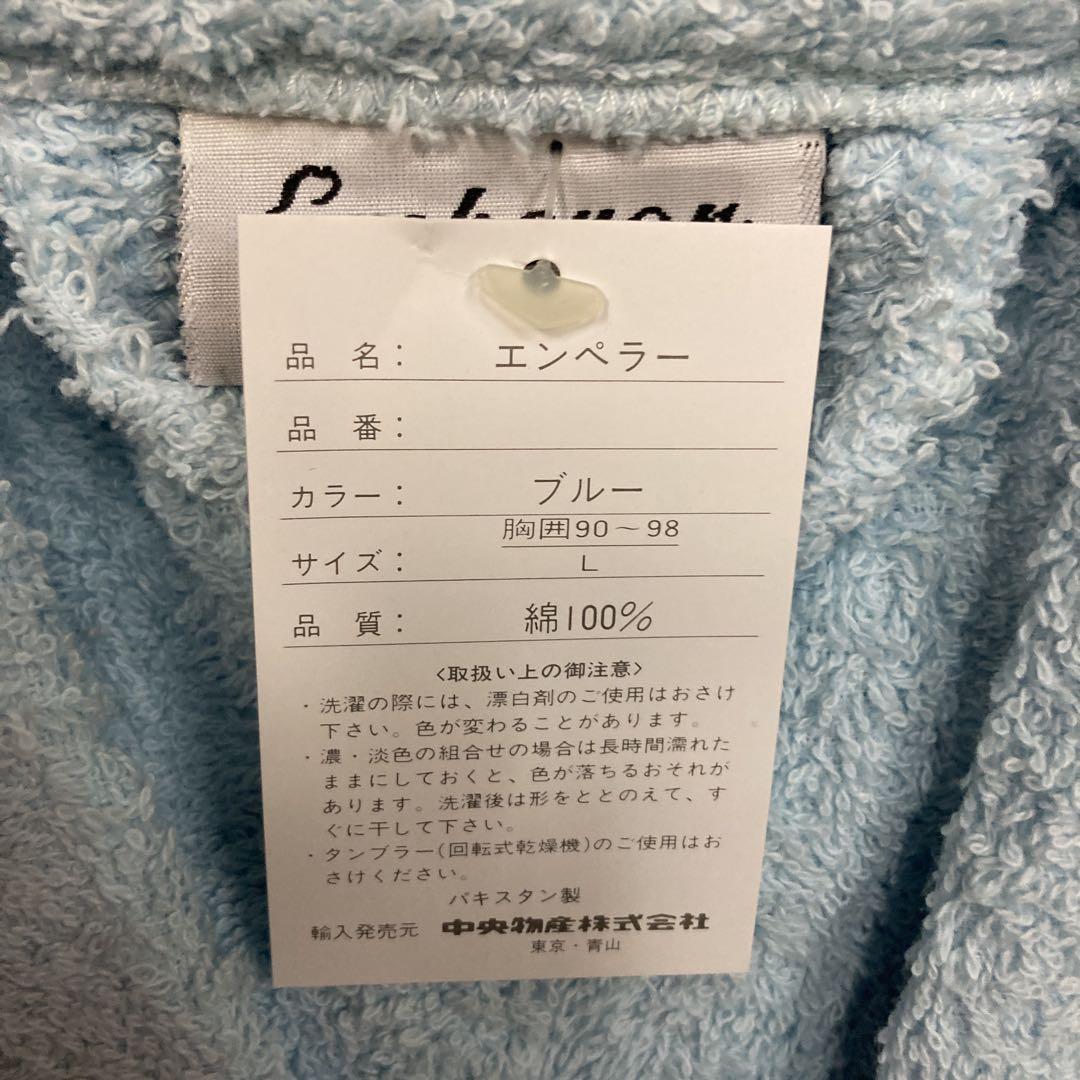 品 名: エンペラー
品 番:
カラー: ブルー
胸囲90～98
サイズ: L
品 質: 綿100%
〈取扱い上の御注意〉
・洗濯の際には、漂白剤のご使用はおさけ
下さい。色が変わることがあります。
・濃・淡色の組合せの場合は長時間濡れた
ままにしておくと、色が落ちるおそれが
あります。洗濯後は形をととのえて、す
ぐに干して下さい。
・タンブラー(回転式乾燥機)のご使用はお
さけください。
パキスタン製
輸入発売元 中央物産株式会社
東京・青山